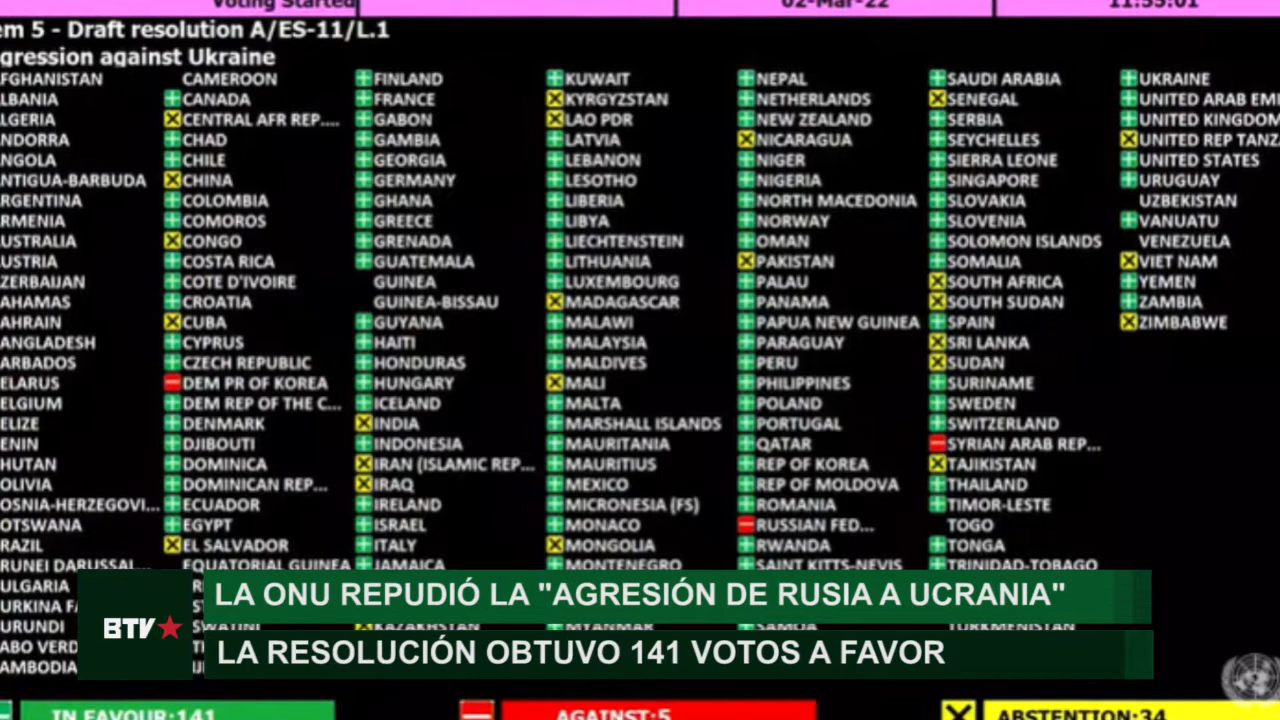 Voting Started 02-Mar-22 11:55:01
em 5 - Draft resolution A/ES-11/L.1
gression against Ukraine
FGHANISTAN CAMEROON FINLAND KUWAIT NEPAL SAUDI ARABIA UKRAINE
LBANIA CANADA FRANCE KYRGYZSTAN NETHERLANDS SENEGAL UNITED ARAB EMI
LGERIA CENTRAL AFR REP.... GABON LAO PDR NEW ZEALAND SERBIA UNITED KINGDOM
NDORRA CHAD GAMBIA LATVIA NICARAGUA SEYCHELLES UNITED REP TANZ
NGOLA CHILE GEORGIA LEBANON NIGER SIERRA LEONE UNITED STATES
NTIGUA-BARBUDA CHINA GERMANY LESOTHO NIGERIA SINGAPORE URUGUAY
RGENTINA COLOMBIA GHANA LIBERIA NORTH MACEDONIA SLOVAKIA UZBEKISTAN
RMENIA COMOROS GREECE LIBYA NORWAY SLOVENIA VANUATU
USTRALIA CONGO GRENADA LIECHTENSTEIN OMAN SOLOMON ISLANDS VENEZUELA
USTRIA COSTA RICA GUATEMALA LITHUANIA PAKISTAN SOMALIA VIET NAM
ZERBAIJAN COTE D'IVOIRE GUINEA LUXEMBOURG PALAU SOUTH AFRICA YEMEN
AHAMAS CROATIA GUINEA-BISSAU MADAGASCAR PANAMA SOUTH SUDAN ZAMBIA
AHRAIN CUBA GUYANA MALAWI PAPUA NEW GUINEA SPAIN ZIMBABWE
ANGLADESH CYPRUS HAITI MALAYSIA PARAGUAY SRI LANKA
ARBADOS CZECH REPUBLIC HONDURAS MALDIVES PERU SUDAN
ELARUS DEM PR OF KOREA HUNGARY MALI PHILIPPINES SURINAME
ELGIUM DEM REP OF THE C... ICELAND MALTA POLAND SWEDEN
ELIZE DENMARK INDIA MARSHALL ISLANDS PORTUGAL SWITZERLAND
ENIN DJIBOUTI INDONESIA MAURITANIA QATAR SYRIAN ARAB REP...
HUTAN DOMINICA IRAN (ISLAMIC REP... MAURITIUS REP OF KOREA TAJIKISTAN
OLIVIA DOMINICAN REP... IRAQ MEXICO REP OF MOLDOVA THAILAND
OSNIA-HERZEGOVI... ECUADOR IRELAND MICRONESIA (FS) ROMANIA TIMOR-LESTE
OTSWANA EGYPT ISRAEL MONACO RUSSIAN FED... TOGO
RAZIL EL SALVADOR ITALY MONGOLIA RWANDA TONGA
RUNEI DARUSSAL... EQUATORIAL GUINEA JAMAICA MONTENEGRO SAINT KITTS-NEVIS TRINIDAD-TOBAGO
ULGARIA
URKINA FA
URUNDI SWATINI KAZAKHSTAN MYANMAR SAMOA TURKMENISTAN
ABO VERD
AMBODIA
BTV
LA ONU REPUDIÓ LA "AGRESIÓN DE RUSIA A UCRANIA"
LA RESOLUCIÓN OBTUVO 141 VOTOS A FAVOR
IN FAVOUR:141 AGAINST:5 ABSTENTION:34